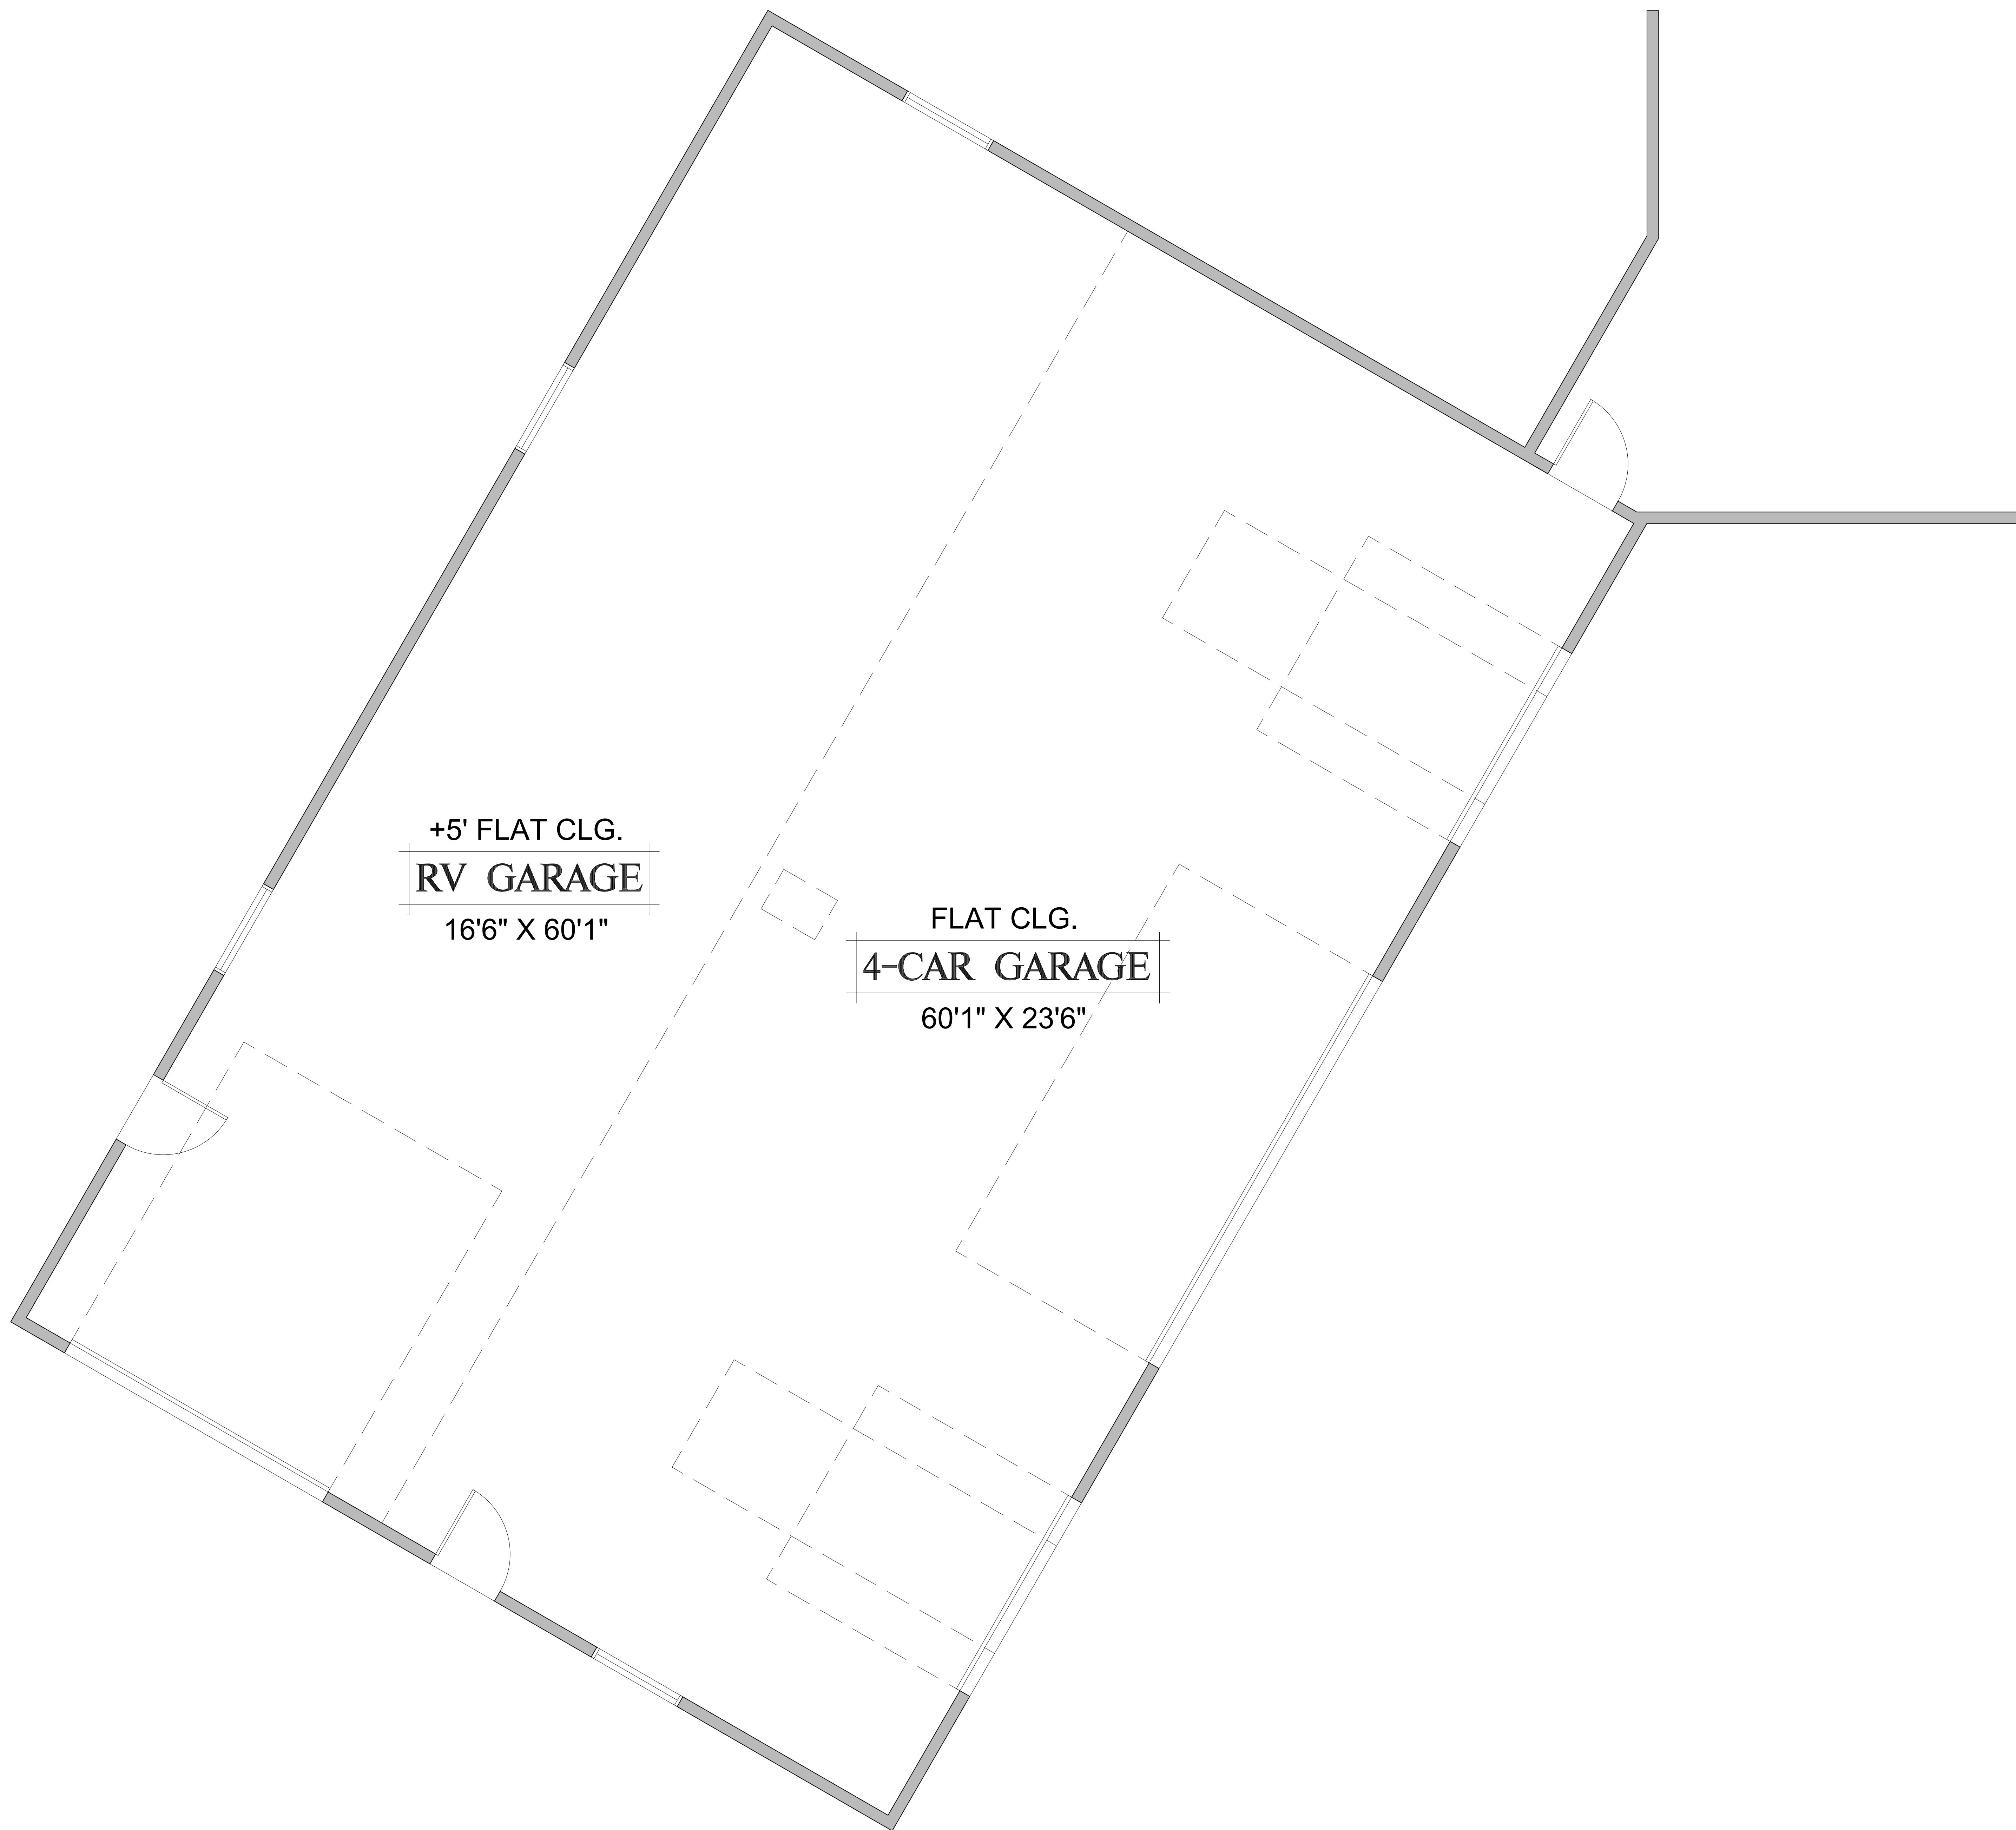 +5' FLAT CLG.
RV GARAGE
16'6" X 60'1"
FLAT CLG.
4-CAR GARAGE
60'1" X 23'6"